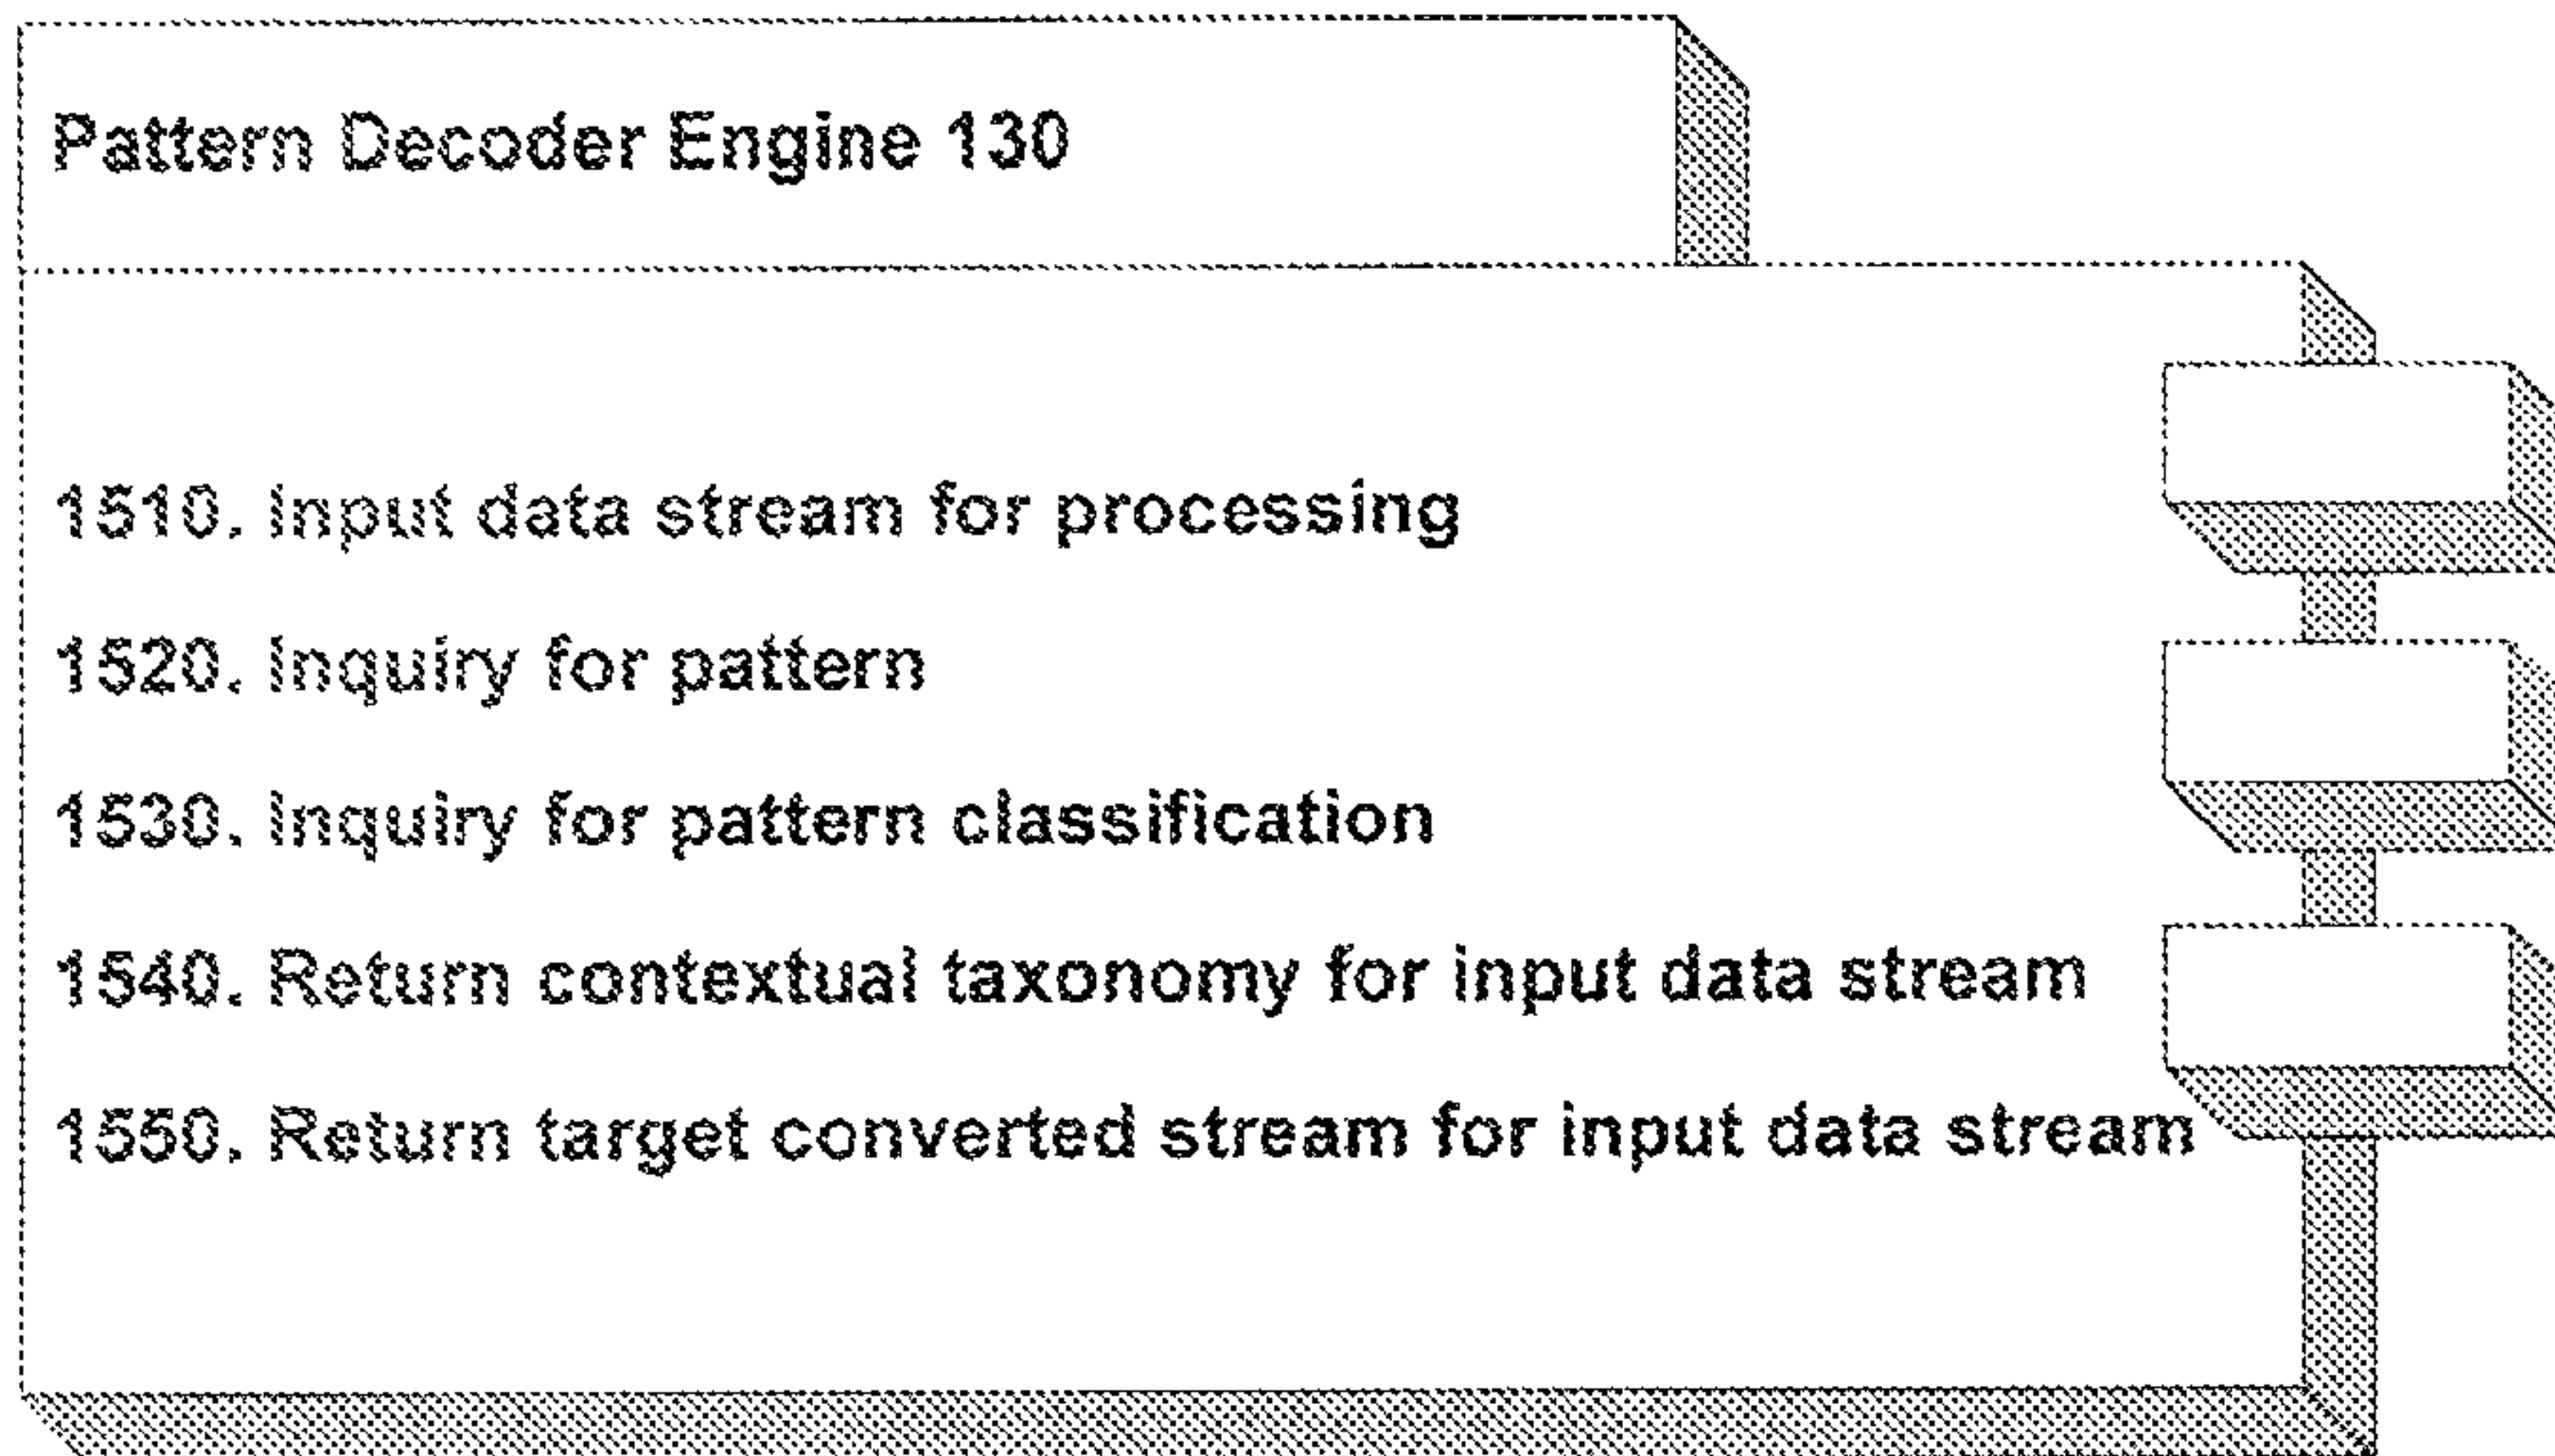 Pattern Decoder Engine 130
1510. Input data stream for processing
1520. Inquiry for pattern
1530. Inquiry for pattern classification
1540. Return contextual taxonomy for input data stream
1550. Return target converted stream for input data stream